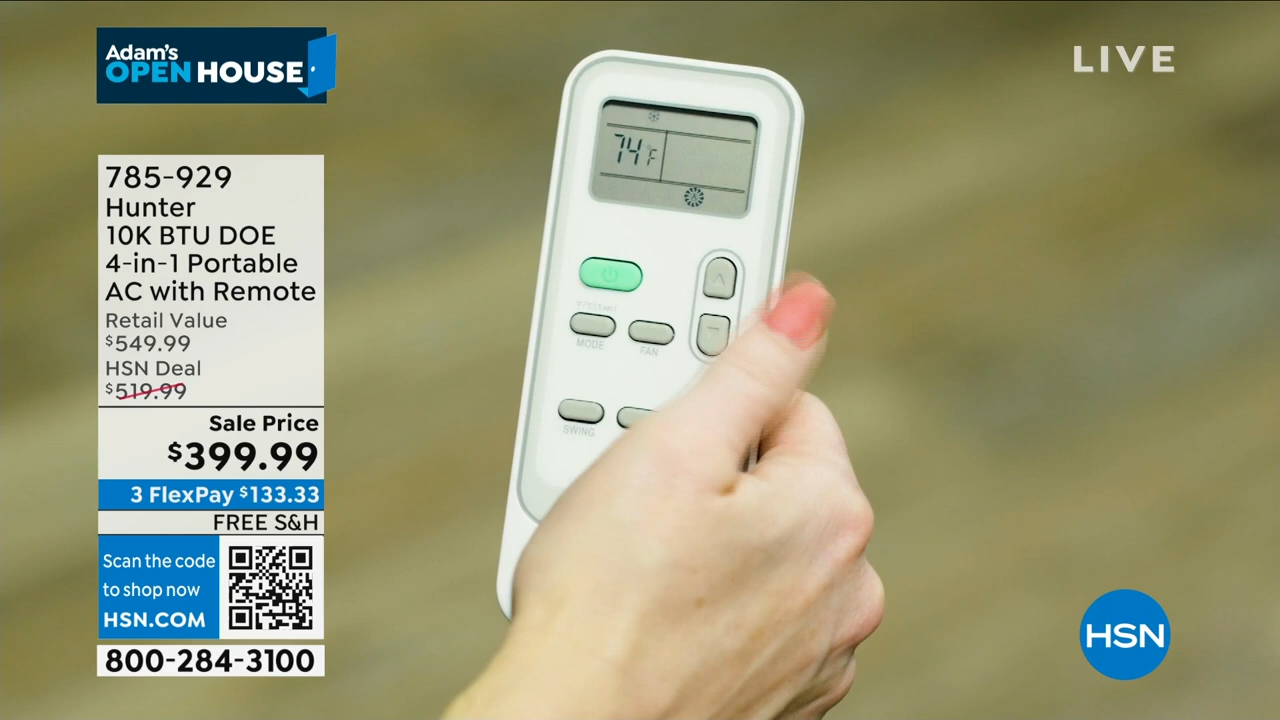 Adam's
OPEN HOUSE
LIVE
785-929
Hunter
10K BTU DOE
4-in-1 Portable
AC with Remote
Retail Value
$549.99
HSN Deal
$519.99
Sale Price
$399.99
3 FlexPay $133.33
FREE S&H
Scan the code
to shop now
HSN.COM
800-284-3100
74°F
MODE
FAN
SWING
HSN